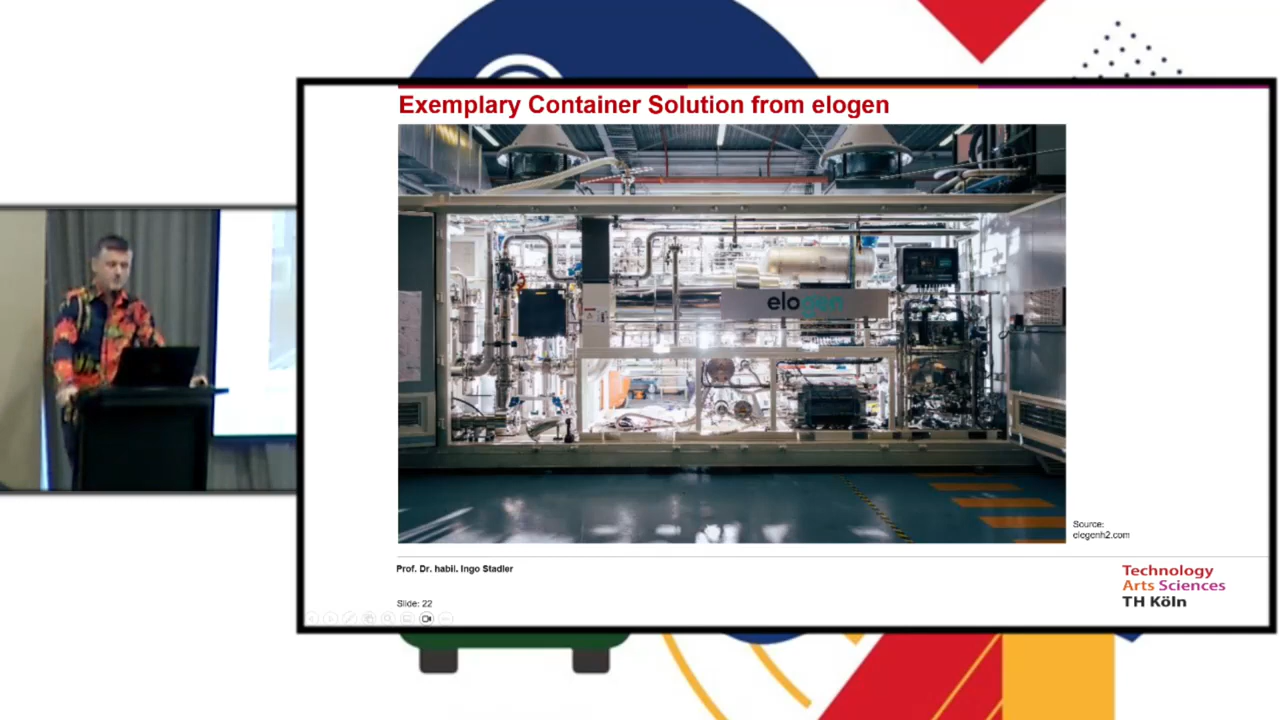 Exemplary Container Solution from elogen
elogen
Source:
elegenh2.com
Prof. Dr. habil. Ingo Stadler
Slide: 22
Technology
Arts Sciences
TH Köln